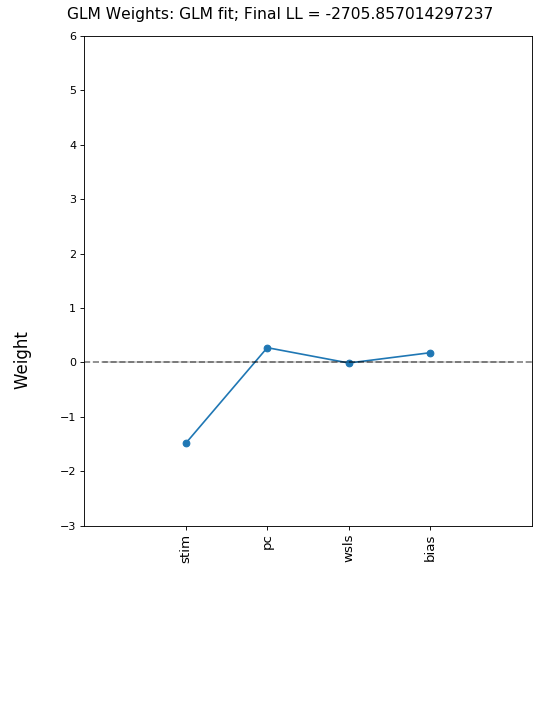 GLM Weights: GLM fit; Final LL = -2705.857014297237
6
5
4
3
2
1
0
−1
−2
−3
Weight
stim
pc
wsls
bias